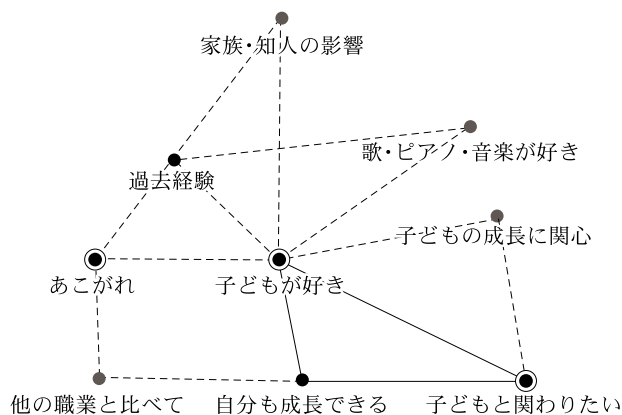 家族・知人の影響
歌・ピアノ・音楽が好き
過去経験
子どもの成長に関心
あこがれ
子どもが好き
他の職業と比べて
自分も成長できる
子どもと関わりたい